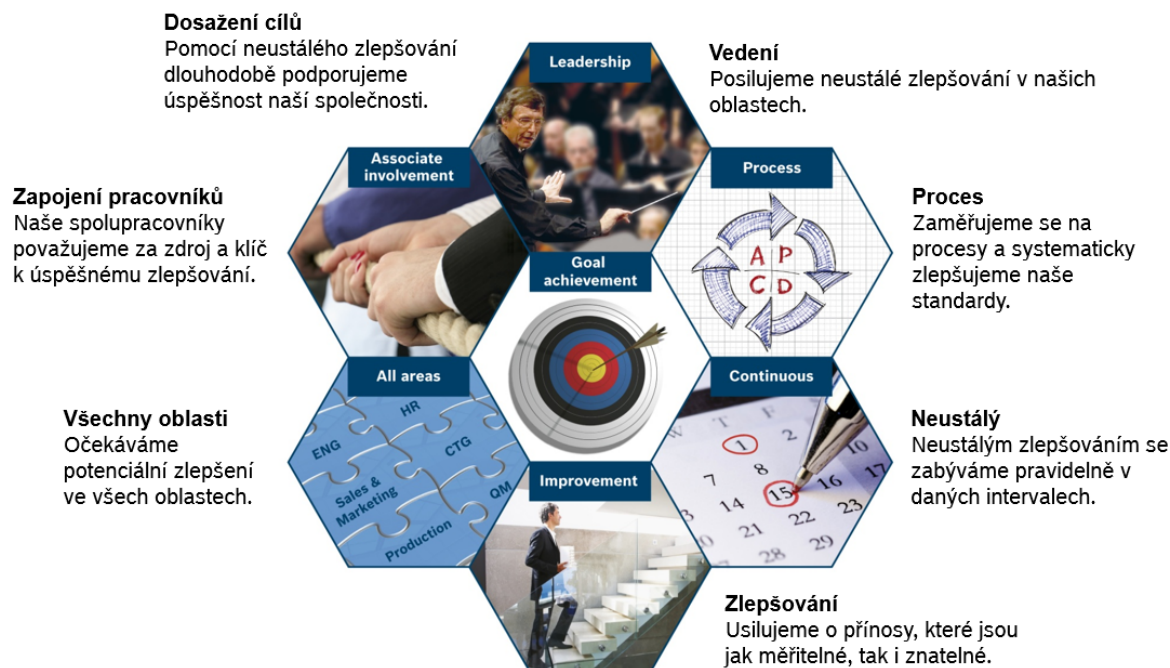 Dosažení cílů
Pomocí neustálého zlepšování
dlouhodobě podporujeme
úspěšnost naší společnosti.
Leadership
Vedení
Posilujeme neustálé zlepšování v našich
oblastech.
Associate
involvement
Zapojení pracovníků
Naše spolupracovníky
považujeme za zdroj a klíč
k úspěšnému zlepšování.
Process
A P
C D
Proces
Zaměřujeme se na
procesy a systematicky
zlepšujeme naše
standardy.
Goal
achievement
All areas
HR
ENG
CTG
Sales &
Marketing
QM
Production
Všechny oblasti
Očekáváme
potenciální zlepšení
ve všech oblastech.
Continuous
W T F
1 2
7 8 10
14 15 16 17
21 22 23
28 29
Neustálý
Neustálým zlepšováním se
zabýváme pravidelně v
daných intervalech.
Improvement
Zlepšování
Usilujeme o přínosy, které jsou
jak měřitelné, tak i znatelné.